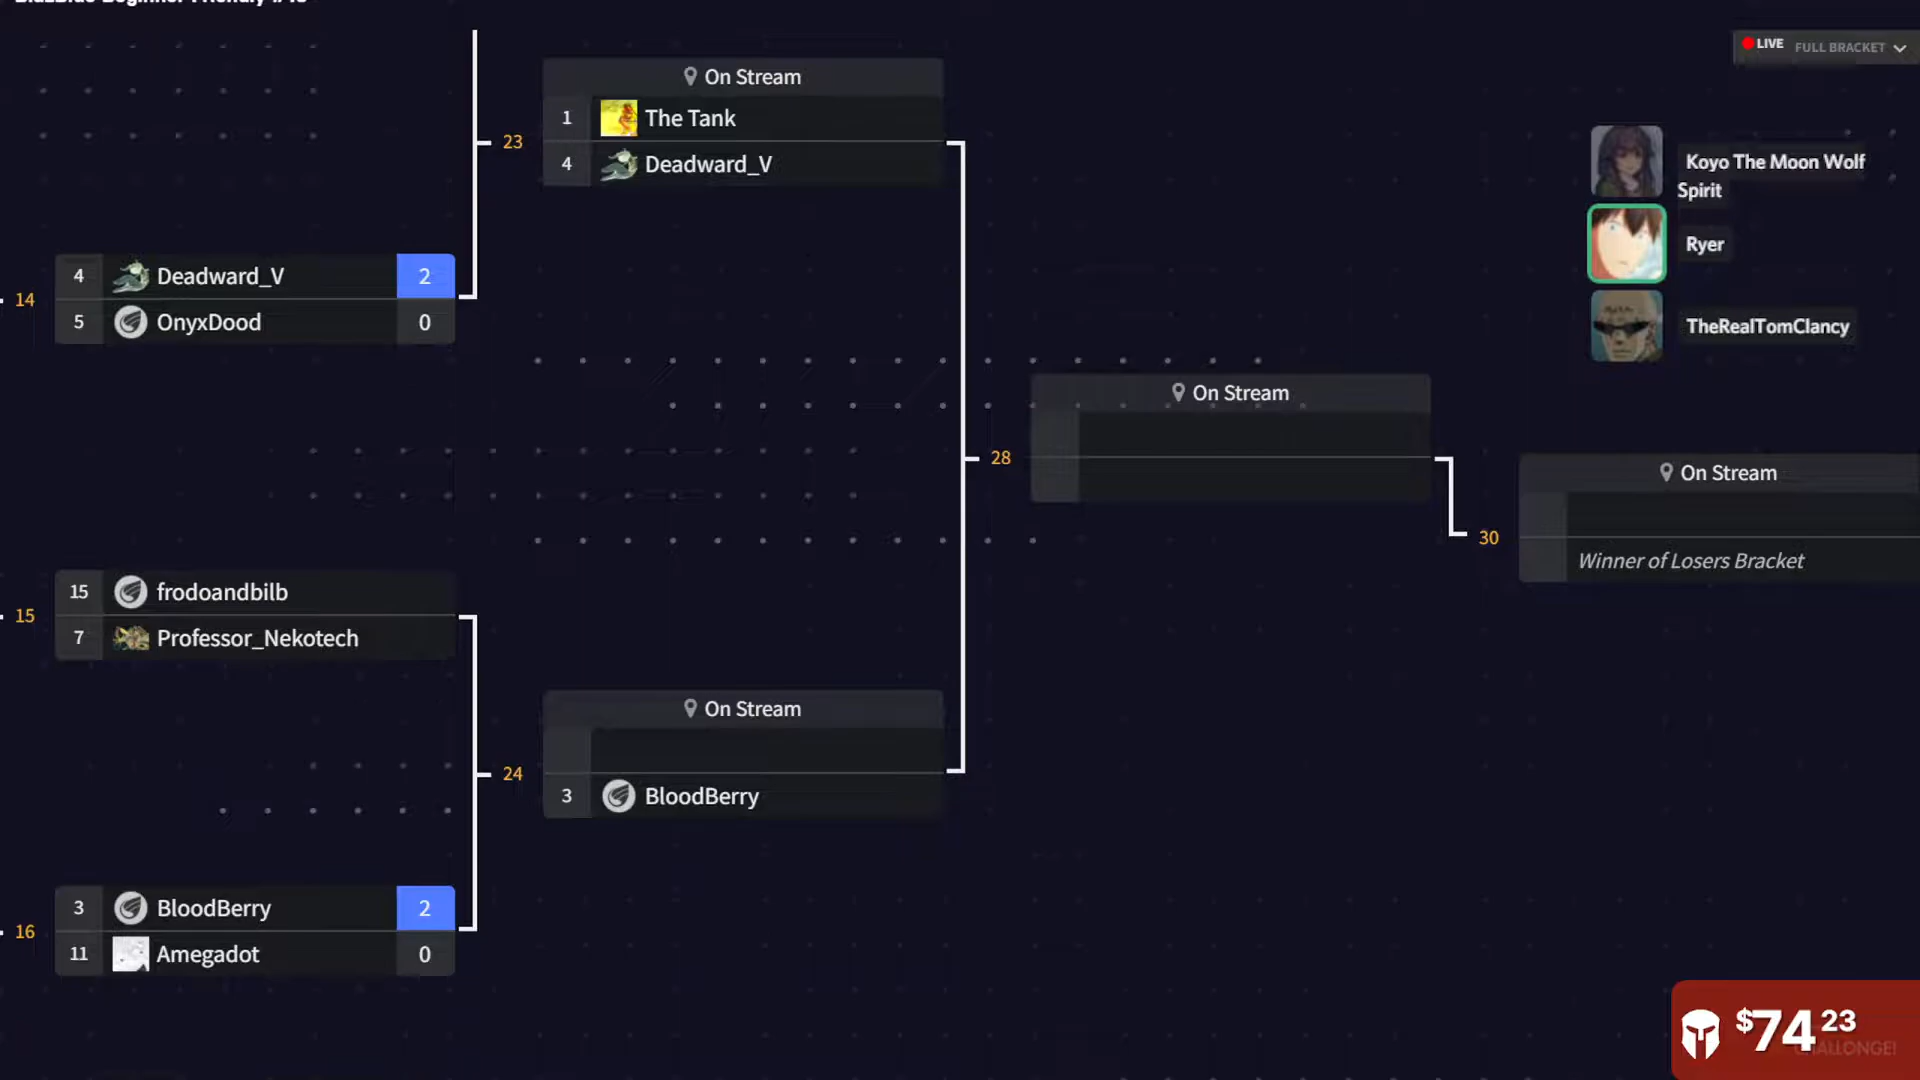 LIVE FULL BRACKET
On Stream
1 The Tank
23
4 Deadward_V
Koyo The Moon Wolf
Spirit
Ryer
4 Deadward_V 2
14
5 OnyxDood 0
TheRealTomClancy
On Stream
28
On Stream
30
Winner of Losers Bracket
15 frodoandbilb
15
7 Professor_Nekotech
On Stream
24
3 BloodBerry
3 BloodBerry 2
16
11 Amegadot 0
$74 23